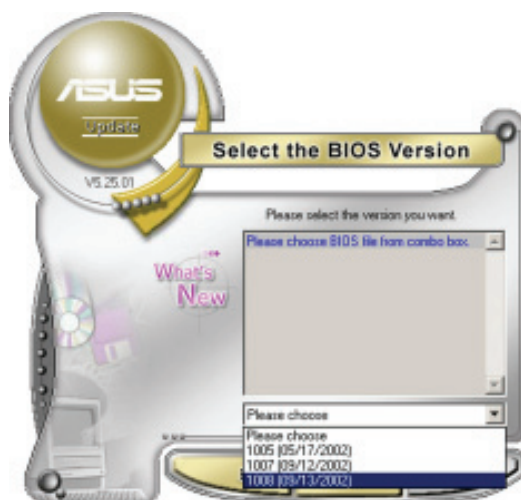 ASUS
Update
V5.25.01
Select the BIOS Version
Please select the version you want.
What's
New
Please choose BIOS file from combo box.
Please choose
Please choose
1005 (05/17/2002)
1007 (09/12/2002)
1008 (09/13/2002)